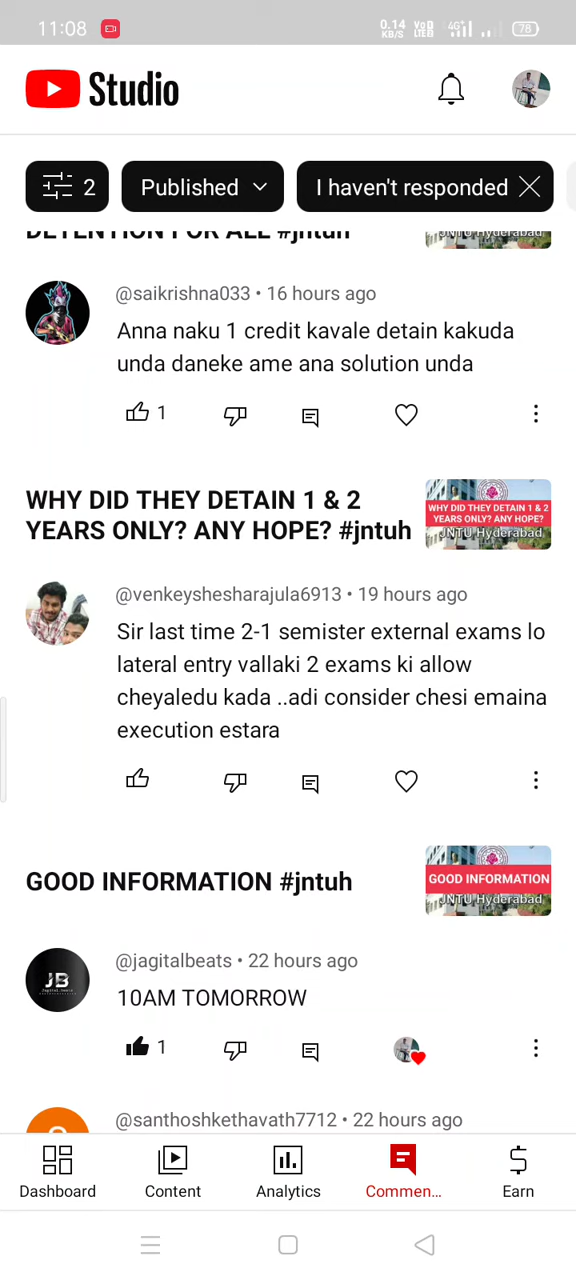 11:08
0.14
KB/S
VoD
LTE2
4G
78
Studio
2
Published
I haven't responded
DETENTION FOR ALL #jntuh
JNTU Hyderabad
@saikrishna033 • 16 hours ago
Anna naku 1 credit kavale detain kakuda
unda daneke ame ana solution unda
1
WHY DID THEY DETAIN 1 & 2
YEARS ONLY? ANY HOPE? #jntuh
WHY DID THEY DETAIN 1 & 2
YEARS ONLY? ANY HOPE?
JNTU Hyderabad
@venkeyshesharajula6913 • 19 hours ago
Sir last time 2-1 semister external exams lo
lateral entry vallaki 2 exams ki allow
cheyaledu kada ..adi consider chesi emaina
execution estara
GOOD INFORMATION #jntuh
GOOD INFORMATION
JNTU Hyderabad
JB
@jagitalbeats • 22 hours ago
10AM TOMORROW
1
@santhoshkethavath7712 • 22 hours ago
Dashboard
Content
Analytics
Commen...
Earn